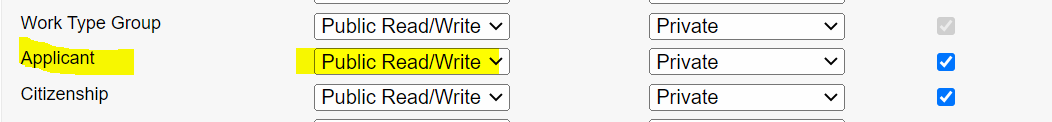 Work Type Group Public Read/Write Private
Applicant Public Read/Write Private
Citizenship Public Read/Write Private